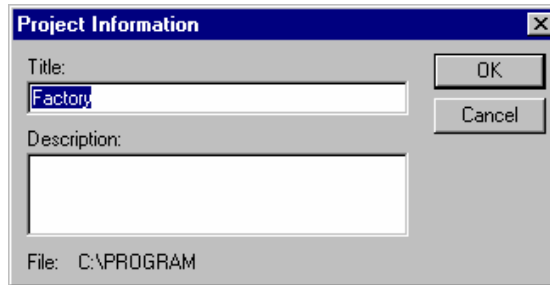 Project Information
Title:
OK
Factory
Cancel
Description:
File: C:\PROGRAM